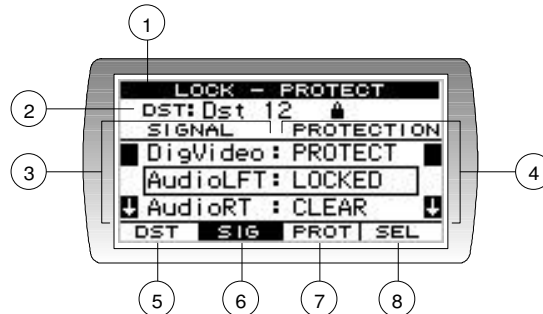 1
LOCK - PROTECT
2
DST: Dst 12
SIGNAL PROTECTION
3
DigVideo: PROTECT
4
AudioLFT: LOCKED
AudioRT : CLEAR
DST SIG PROT SEL
5 6 7 8